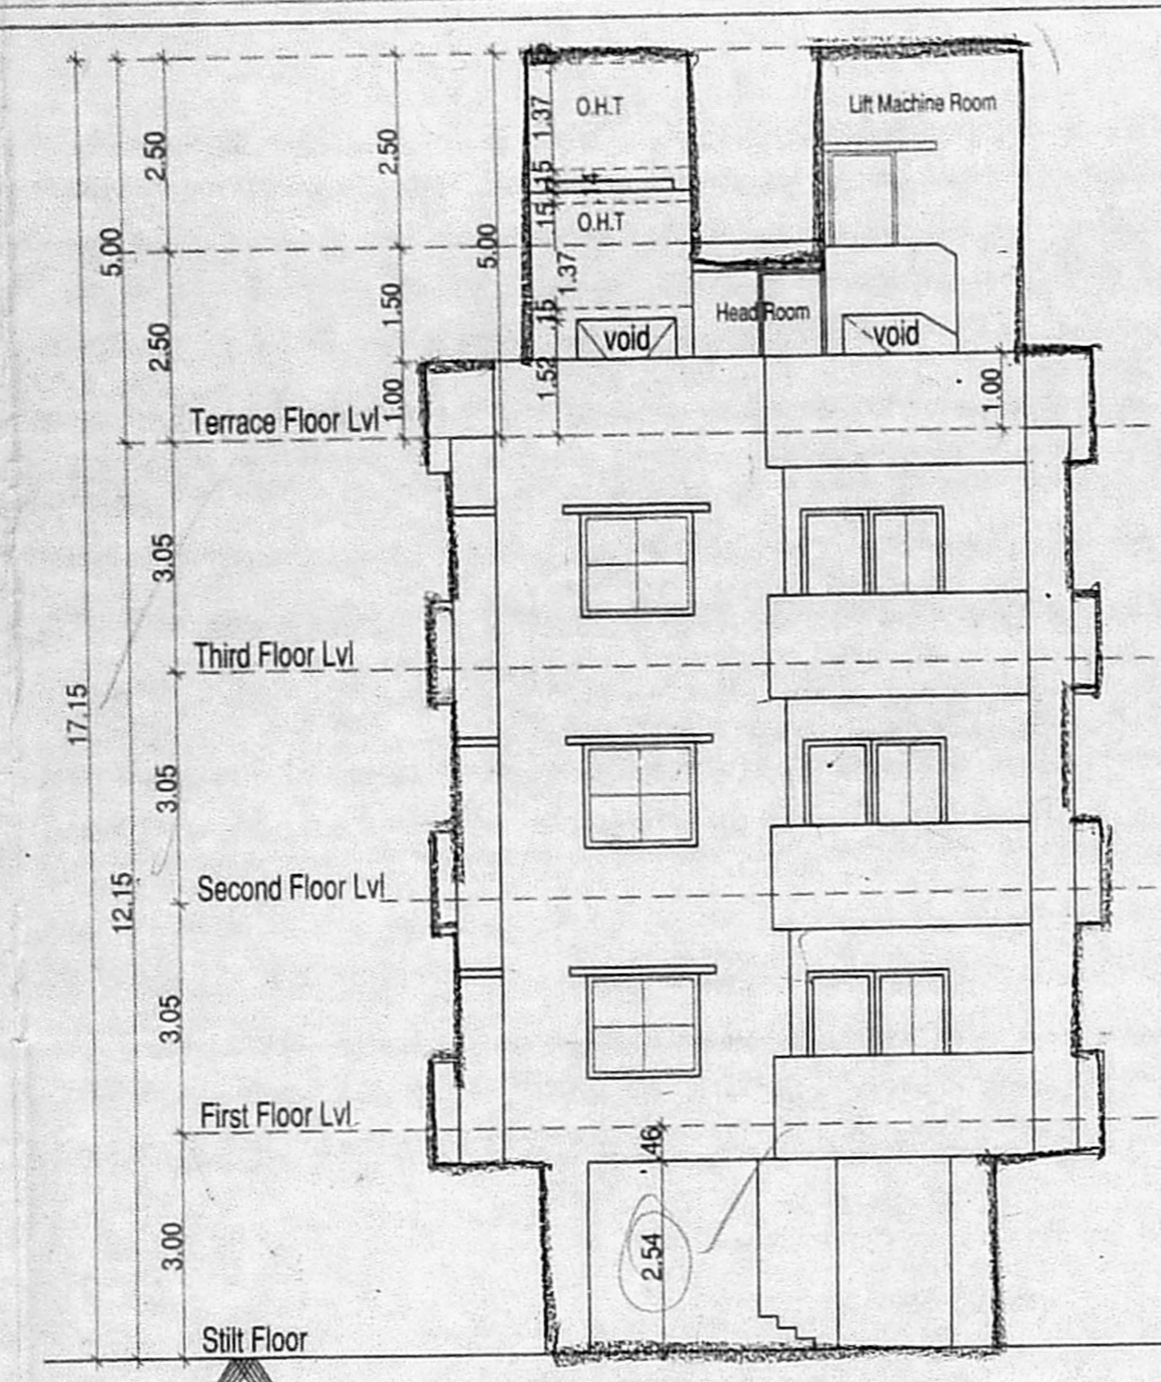 O.H.T
Lift Machine Room
1.37
2.50
2.50
.15
14
.15
O.H.T
5.00
5.00
1.37
1.50
.15
Head Room
2.50
void
void
1.52
1.00
1.00
Terrace Floor Lvl
3.05
Third Floor Lvl
17.15
3.05
Second Floor Lvl
12.15
3.05
First Floor Lvl
.46
3.00
2.54
Stilt Floor